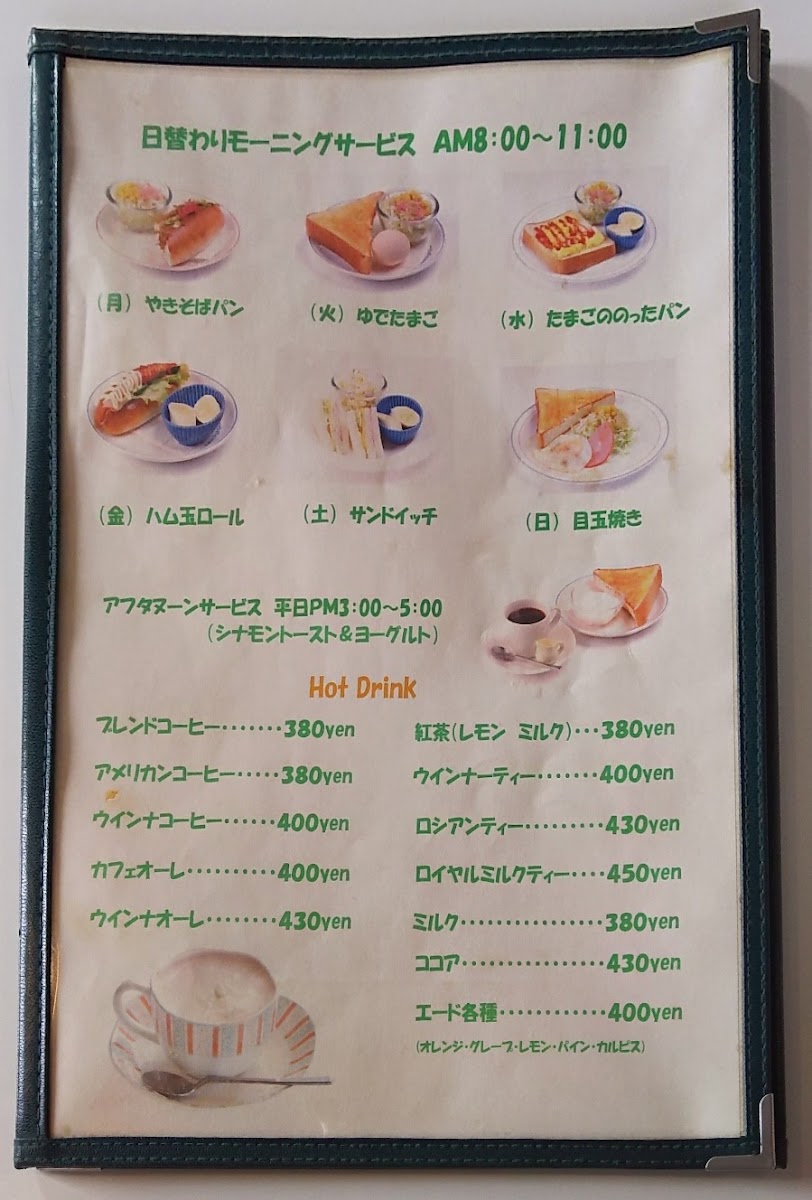 日替わりモーニングサービス AM8:00～11:00
(月) やきそばパン
(火) ゆでたまご
(水) たまごののったパン
(金) ハム玉ロール
(土) サンドイッチ
(日) 目玉焼き
アフタヌーンサービス 平日PM3:00～5:00
(シナモントースト&ヨーグルト)
Hot Drink
ブレンドコーヒー・・・・・・・380yen
アメリカンコーヒー・・・・・380yen
ウインナコーヒー・・・・・・400yen
カフェオーレ・・・・・・・・・・400yen
ウインナオーレ・・・・・・・・430yen
紅茶(レモン ミルク)・・・380yen
ウインナーティー・・・・・・・400yen
ロシアンティー・・・・・・・・・430yen
ロイヤルミルクティー・・・・450yen
ミルク・・・・・・・・・・・・・・・・380yen
ココア・・・・・・・・・・・・・・・・430yen
エード各種・・・・・・・・・・・・400yen
(オレンジ・グレープ・レモン・パイン・カルピス)